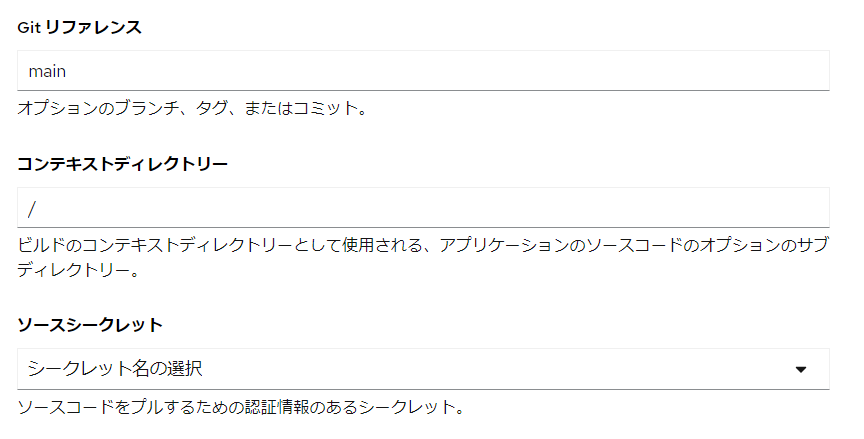 Git リファレンス
main
オプションのブランチ、タグ、またはコミット。
コンテキストディレクトリー
/
ビルドのコンテキストディレクトリーとして使用される、アプリケーションのソースコードのオプションのサブ
ディレクトリー。
ソースシークレット
シークレット名の選択
ソースコードをプルするための認証情報のあるシークレット。